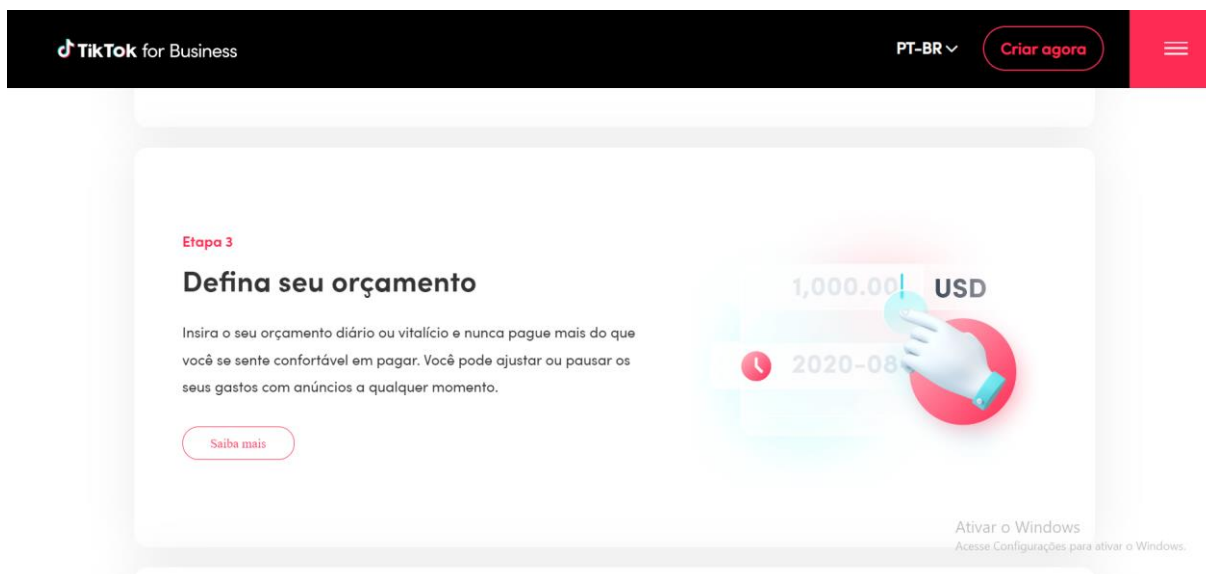 TikTok for Business
PT-BR
Criar agora
Etapa 3
Defina seu orçamento
Insira o seu orçamento diário ou vitalício e nunca pague mais do que
você se sente confortável em pagar. Você pode ajustar ou pausar os
seus gastos com anúncios a qualquer momento.
Saiba mais
1,000.00 USD
2020-08
Ativar o Windows
Acesse Configurações para ativar o Windows.